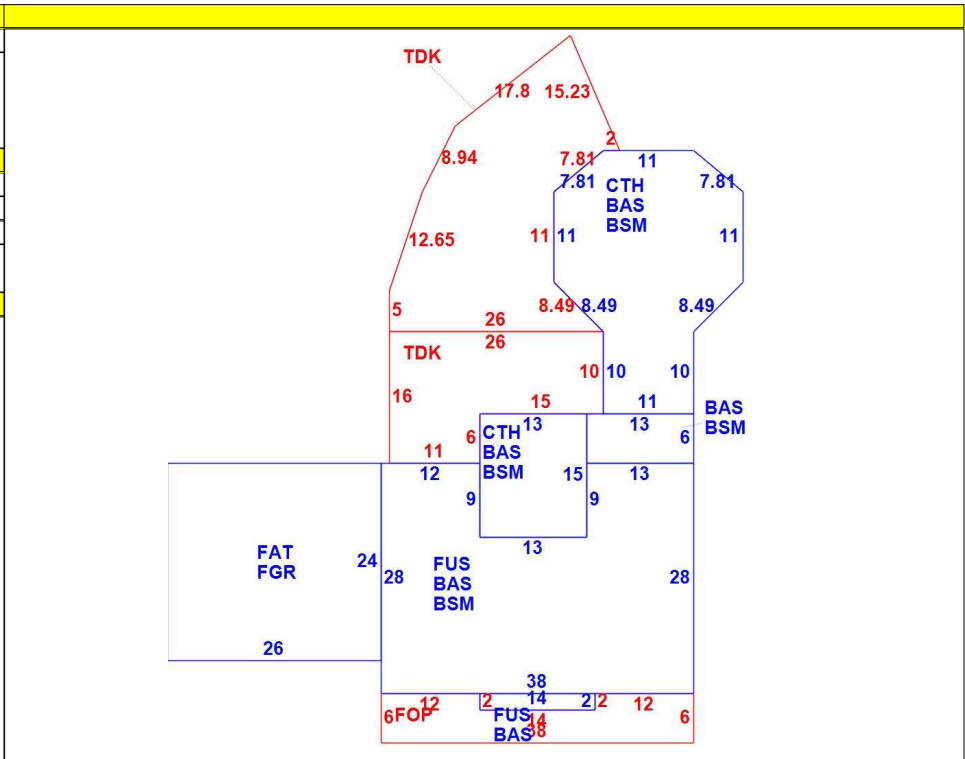 TDK
17.8 15.23
2
8.94
7.81 11
7.81 CTH 7.81
BAS
BSM
12.65 11 11 11
5 8.49 8.49 8.49
26
26
TDK
10 10 10
16
15 11 BAS
13 13 BSM
6 CTH 6
BAS
11 BSM
12 15 13
9 9
13
FAT 24 FUS
FGR 28 BAS 28
BSM
26
38
12 2 14 2 2 12
6 FOP FUS 6
14
BAS
38